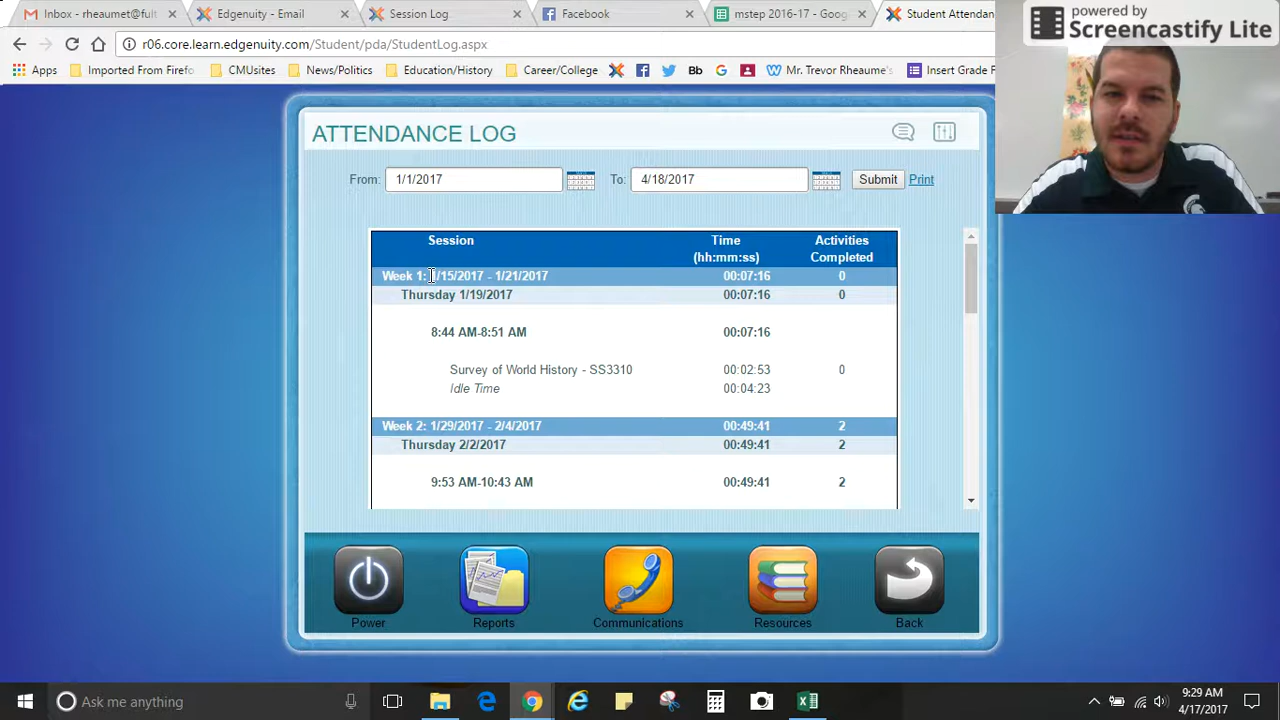 Inbox - rheaumet@fult
Edgenuity - Email
Session Log
Facebook
mstep 2016-17 - Goog
Student Attendanc
powered by
Screencastify Lite
r06.core.learn.edgenuity.com/Student/pda/StudentLog.aspx
Apps
Imported From Firefo
CMUsites
News/Politics
Education/History
Career/College
Bb
G
Mr. Trevor Rheaume's
Insert Grade F
ATTENDANCE LOG
From: 1/1/2017 To: 4/18/2017 Submit Print
Session Time Activities
(hh:mm:ss) Completed
Week 1: 1/15/2017 - 1/21/2017 00:07:16 0
Thursday 1/19/2017 00:07:16 0
8:44 AM-8:51 AM 00:07:16
Survey of World History - SS3310 00:02:53 0
Idle Time 00:04:23
Week 2: 1/29/2017 - 2/4/2017 00:49:41 2
Thursday 2/2/2017 00:49:41 2
9:53 AM-10:43 AM 00:49:41 2
Power Reports Communications Resources Back
Ask me anything
9:29 AM
4/17/2017